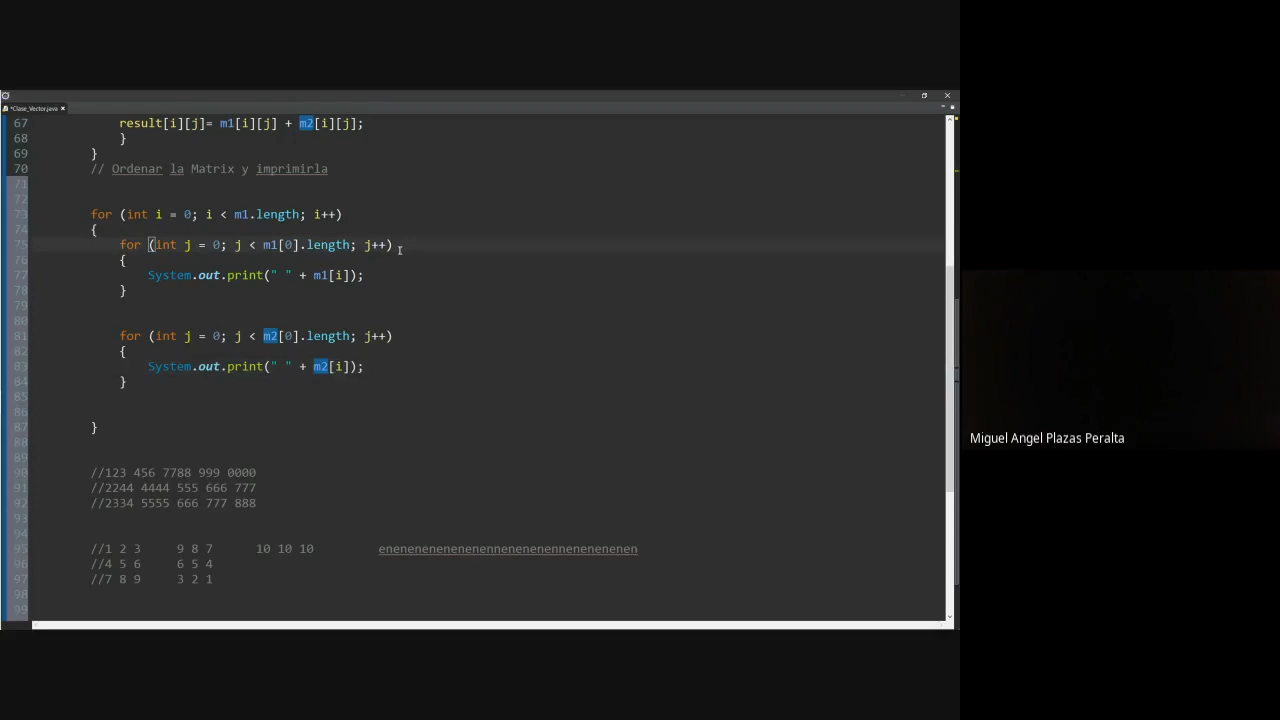 *Clase_Vector.java
67 result[i][j]= m1[i][j] + m2[i][j];
68 }
69 }
70 // Ordenar la Matrix y imprimirla
71
72
73 for (int i = 0; i < m1.length; i++)
74 {
75 for (int j = 0; j < m1[0].length; j++)
76 {
77 System.out.print(" " + m1[i]);
78 }
79
80
81 for (int j = 0; j < m2[0].length; j++)
82 {
83 System.out.print(" " + m2[i]);
84 }
85
86
87 }
88
89
90 //123 456 7788 999 0000
91 //2244 4444 555 666 777
92 //2334 5555 666 777 888
93
94
95 //1 2 3 9 8 7 10 10 10 enenenenenenennenenenennenenenenen
96 //4 5 6 6 5 4
97 //7 8 9 3 2 1
98
99
Miguel Angel Plazas Peralta